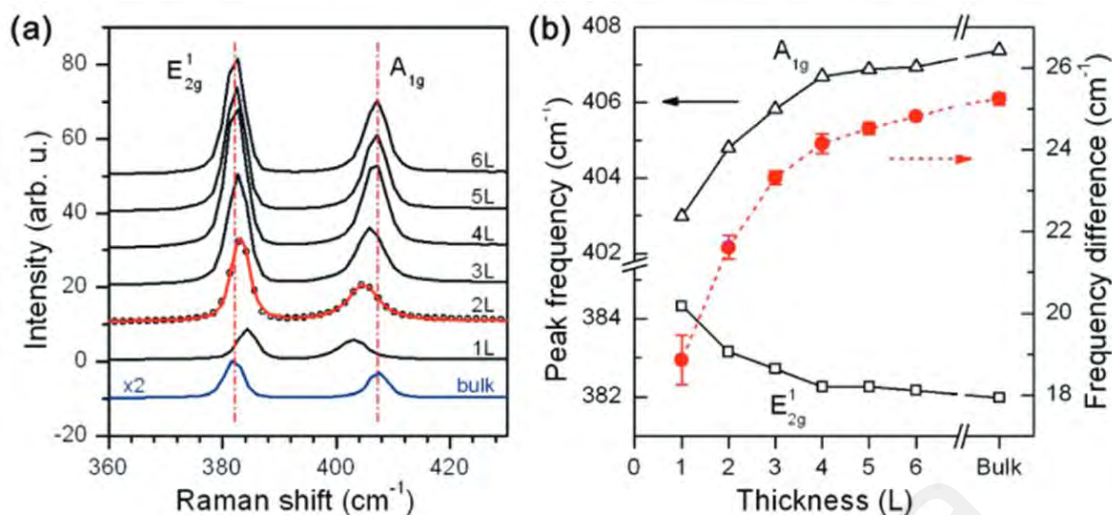 (a)
E¹₂g
A₁g
80
60
40
20
0
-20
Intensity (arb. u.)
6L
5L
4L
3L
2L
1L
x2
bulk
360
380
400
420
Raman shift (cm⁻¹)
(b)
A₁g
408
406
404
402
384
382
Peak frequency (cm⁻¹)
26
24
22
20
18
Frequency difference (cm⁻¹)
E¹₂g
0
1
2
3
4
5
6
Bulk
Thickness (L)